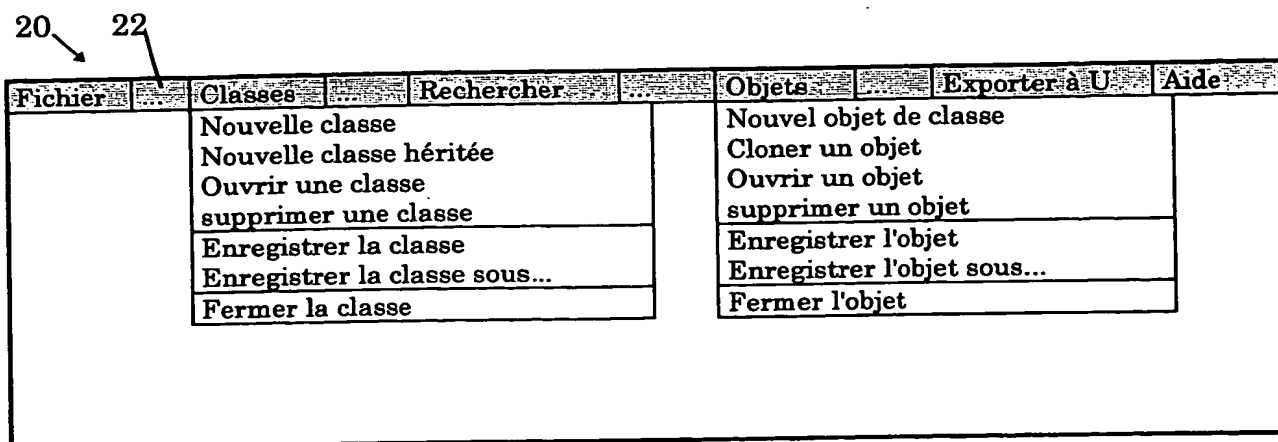 20 22
Fichier ... Classes ... Rechercher ... Objets ... Exporter à U Aide
Nouvelle classe
Nouvelle classe héritée
Ouvrir une classe
supprimer une classe
Enregistrer la classe
Enregistrer la classe sous...
Fermer la classe
Nouvel objet de classe
Cloner un objet
Ouvrir un objet
supprimer un objet
Enregistrer l'objet
Enregistrer l'objet sous...
Fermer l'objet